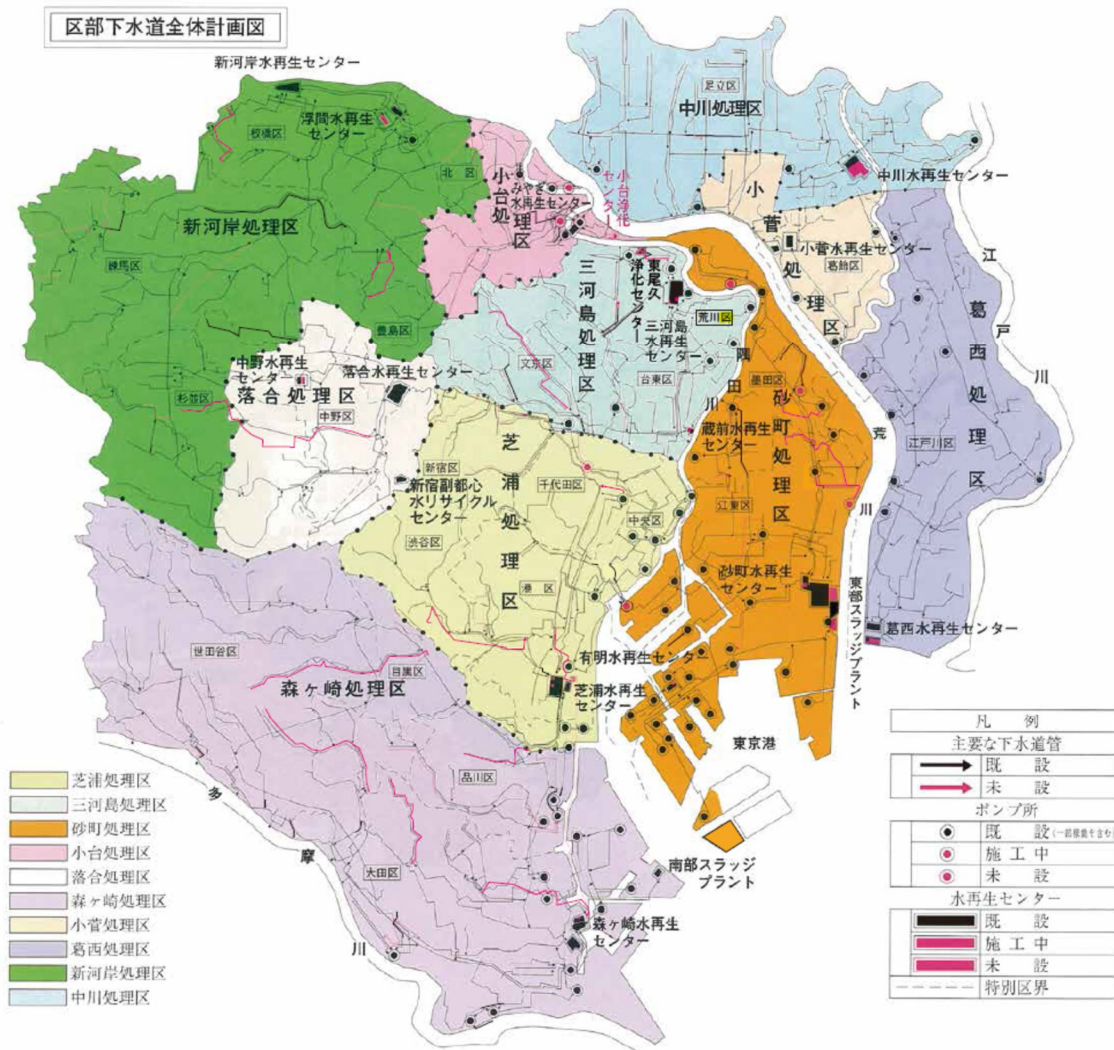 区部下水道全体計画図
新河岸水再生センター
浮間水再生
センター
板橋区
北 区
新河岸処理区
練馬区
豊島区
小台処理区
みやぎ
水再生センター
小台浄化
センター
足立区
中川処理区
中川水再生センター
小菅処理区
小菅水再生センター
葛飾区
江戸川
葛西処理区
江戸川区
三河島処理区
東尾久
浄化センター
荒川区
三河島
水再生
センター
文京区
台東区
隅田川
墨田区
砂町処理区
荒川
蔵前水再生
センター
中野水再生
センター
落合水再生センター
杉並区
落合処理区
中野区
新宿区
新宿副都心
水リサイクル
センター
芝浦処理区
千代田区
中央区
江東区
渋谷区
港 区
砂町水再生
センター
東部スラッジプラント
葛西水再生センター
有明水再生センター
芝浦水再生
センター
世田谷区
目黒区
森ヶ崎処理区
品川区
東京港
多摩川
大田区
南部スラッジ
プラント
森ヶ崎水再生
センター
芝浦処理区
三河島処理区
砂町処理区
小台処理区
落合処理区
森ヶ崎処理区
小菅処理区
葛西処理区
新河岸処理区
中川処理区
凡 例
主要な下水道管
既 設
未 設
ポンプ所
既 設
施 工 中
未 設
水再生センター
既 設
施 工 中
未 設
特別区界